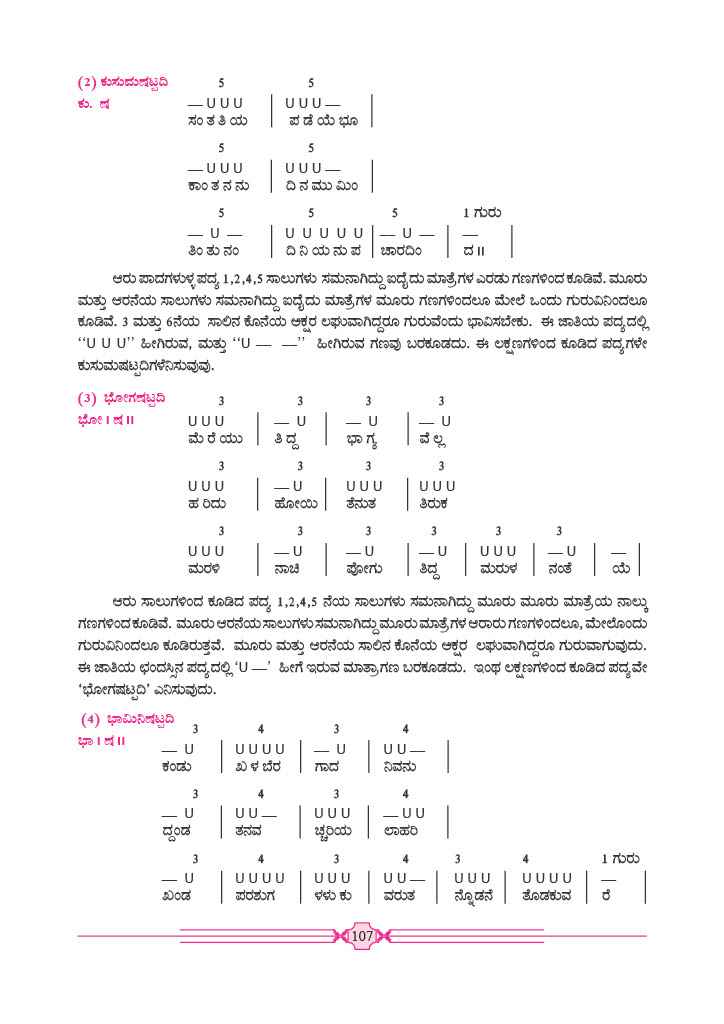 (2) ಕುಸುಮಷಟ್ಪದಿ 5 5
ಕು. ಷ — U U U | U U U — |
ಸಂ ತ ತಿ ಯ | ಪ ಡೆ ಯೆ ಭೂ |
5 5
— U U U | U U U — |
ಕಾಂ ತ ನ ನು | ದಿ ನ ಮು ಮಿಂ |
5 5 5 1 ಗುರು
— U — | U U U U U | — U — | — |
ತಿಂ ತು ನಂ | ದಿ ನಿ ಯ ನು ಪ | ಚಾರದಿಂ | ದ ॥ |
ಆರು ಪಾದಗಳುಳ್ಳ ಪದ್ಯ 1,2,4,5 ಸಾಲುಗಳು ಸಮನಾಗಿದ್ದು ಐದೈದು ಮಾತ್ರೆಗಳ ಎರಡು ಗಣಗಳಿಂದ ಕೂಡಿವೆ. ಮೂರು
ಮತ್ತು ಆರನೆಯ ಸಾಲುಗಳು ಸಮನಾಗಿದ್ದು ಐದೈದು ಮಾತ್ರೆಗಳ ಮೂರು ಗಣಗಳಿಂದಲೂ ಮೇಲೆ ಒಂದು ಗುರುವಿನಿಂದಲೂ
ಕೂಡಿವೆ. 3 ಮತ್ತು 6ನೆಯ ಸಾಲಿನ ಕೊನೆಯ ಅಕ್ಷರ ಲಘುವಾಗಿದ್ದರೂ ಗುರುವೆಂದು ಭಾವಿಸಬೇಕು. ಈ ಜಾತಿಯ ಪದ್ಯದಲ್ಲಿ
‘‘U U U’’ ಹೀಗಿರುವ, ಮತ್ತು ‘‘U — —’’ ಹೀಗಿರುವ ಗಣವು ಬರಕೂಡದು. ಈ ಲಕ್ಷಣಗಳಿಂದ ಕೂಡಿದ ಪದ್ಯಗಳೇ
ಕುಸುಮಷಟ್ಪದಿಗಳೆನಿಸುವುವು.
(3) ಭೋಗಷಟ್ಪದಿ 3 3 3 3
ಭೋ । ಷ ॥ U U U | — U | — U | — U
ಮೆ ರೆ ಯು | ತಿ ದ್ದ | ಭಾ ಗ್ಯ | ವೆ ಲ್ಲ
3 3 3 3
U U U | — U | U U U | U U U
ಹ ರಿದು | ಹೋಯಿ | ತೆನುತ | ತಿರುಕ
3 3 3 3 3 3
U U U | — U | — U | — U | U U U | — U | — |
ಮರಳಿ | ನಾಚಿ | ಪೋಗು | ತಿದ್ದ | ಮರುಳ | ನಂತೆ | ಯೆ |
ಆರು ಸಾಲುಗಳಿಂದ ಕೂಡಿದ ಪದ್ಯ 1,2,4,5 ನೆಯ ಸಾಲುಗಳು ಸಮನಾಗಿದ್ದು ಮೂರು ಮೂರು ಮಾತ್ರೆಯ ನಾಲ್ಕು
ಗಣಗಳಿಂದ ಕೂಡಿವೆ. ಮೂರು ಆರನೆಯ ಸಾಲುಗಳು ಸಮನಾಗಿದ್ದು ಮೂರು ಮಾತ್ರೆಗಳ ಆರಾರು ಗಣಗಳಿಂದಲೂ, ಮೇಲೊಂದು
ಗುರುವಿನಿಂದಲೂ ಕೂಡಿರುತ್ತವೆ. ಮೂರು ಮತ್ತು ಆರನೆಯ ಸಾಲಿನ ಕೊನೆಯ ಅಕ್ಷರ ಲಘುವಾಗಿದ್ದರೂ ಗುರುವಾಗುವುದು.
ಈ ಜಾತಿಯ ಛಂದಸ್ಸಿನ ಪದ್ಯದಲ್ಲಿ ‘U —’ ಹೀಗೆ ಇರುವ ಮಾತ್ರಾಗಣ ಬರಕೂಡದು. ಇಂಥ ಲಕ್ಷಣಗಳಿಂದ ಕೂಡಿದ ಪದ್ಯವೇ
‘ಭೋಗಷಟ್ಪದಿ’ ಎನಿಸುವುದು.
(4) ಭಾಮಿನಿಷಟ್ಪದಿ 3 4 3 4
ಭಾ । ಷ ॥ — U | U U U U | — U | U U — |
ಕಂಡು | ಖ ಳ ಬೆರ | ಗಾದ | ನಿವನು |
3 4 3 4
— U | U U — | U U U | — U U |
ದ್ದಂಡ | ತನವ | ಚ್ಚರಿಯ | ಲಾಹರಿ |
3 4 3 4 3 4 1 ಗುರು
— U | U U U U | U U U | U U — | U U U | U U U U | — |
ಖಂಡ | ಪರಶುಗ | ಳಳು ಕು | ವರುತ | ನ್ನೊಡನೆ | ತೊಡಕುವ | ರೆ |
107